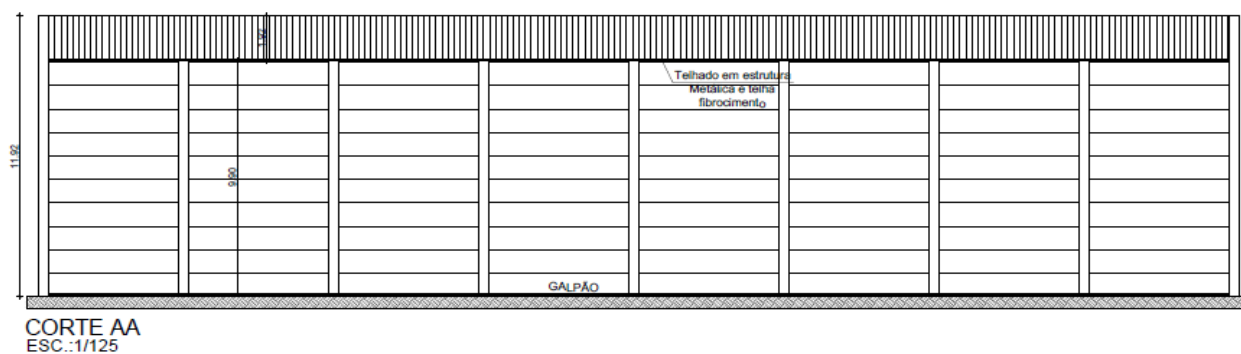 1.92
Telhado em estrutura
Metálica e telha
fibrocimento
11.92
9.90
GALPÃO
CORTE AA
ESC.:1/125